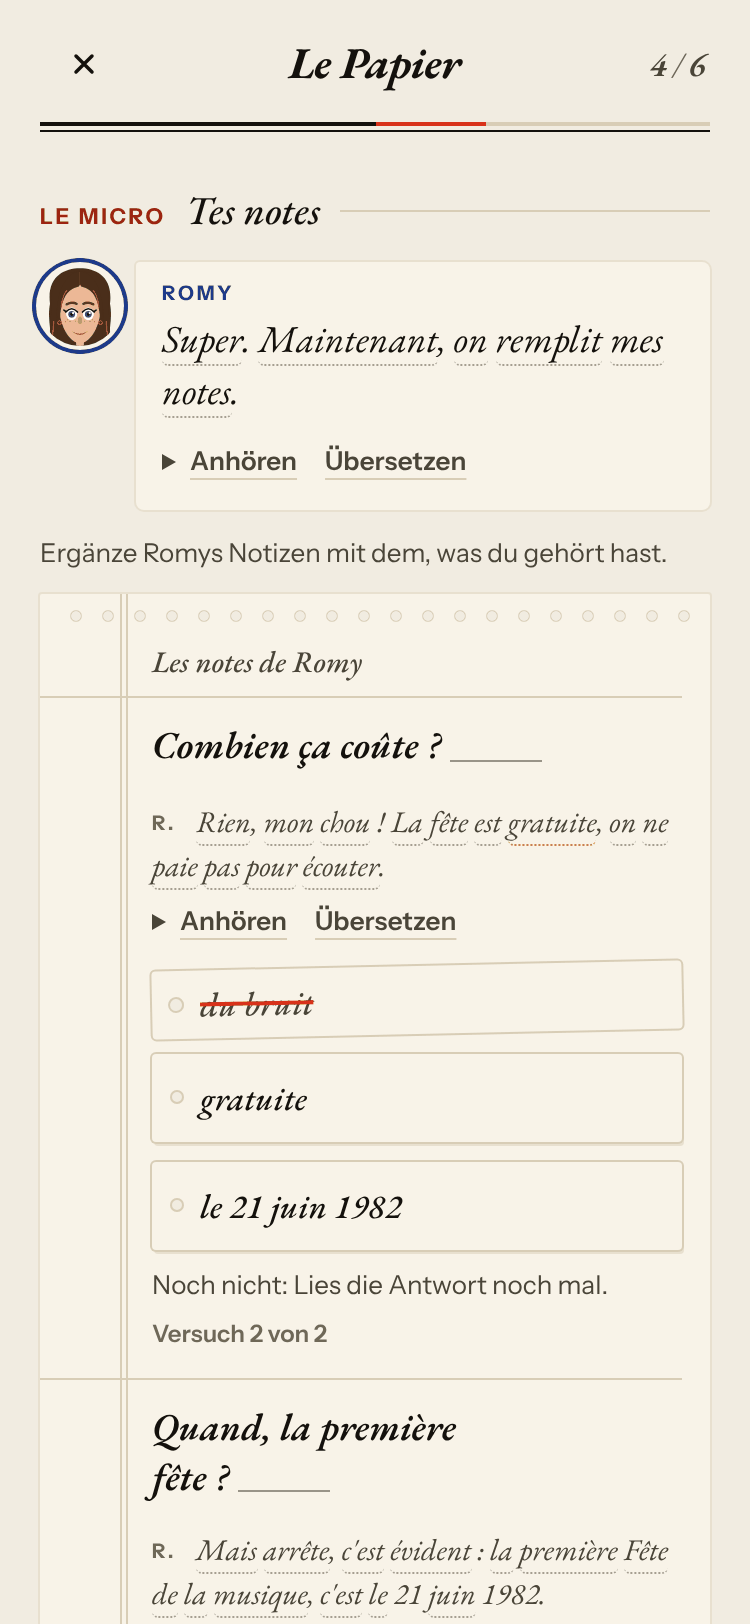 Le Papier
4 / 6
LE MICRO Tes notes
ROMY
Super. Maintenant, on remplit mes
notes.
Anhören Übersetzen
Ergänze Romys Notizen mit dem, was du gehört hast.
Les notes de Romy
Combien ça coûte ? ______
R. Rien, mon chou ! La fête est gratuite, on ne
paie pas pour écouter.
Anhören Übersetzen
du bruit
gratuite
le 21 juin 1982
Noch nicht: Lies die Antwort noch mal.
Versuch 2 von 2
Quand, la première
fête ? ______
R. Mais arrête, c'est évident : la première Fête
de la musique, c'est le 21 juin 1982.